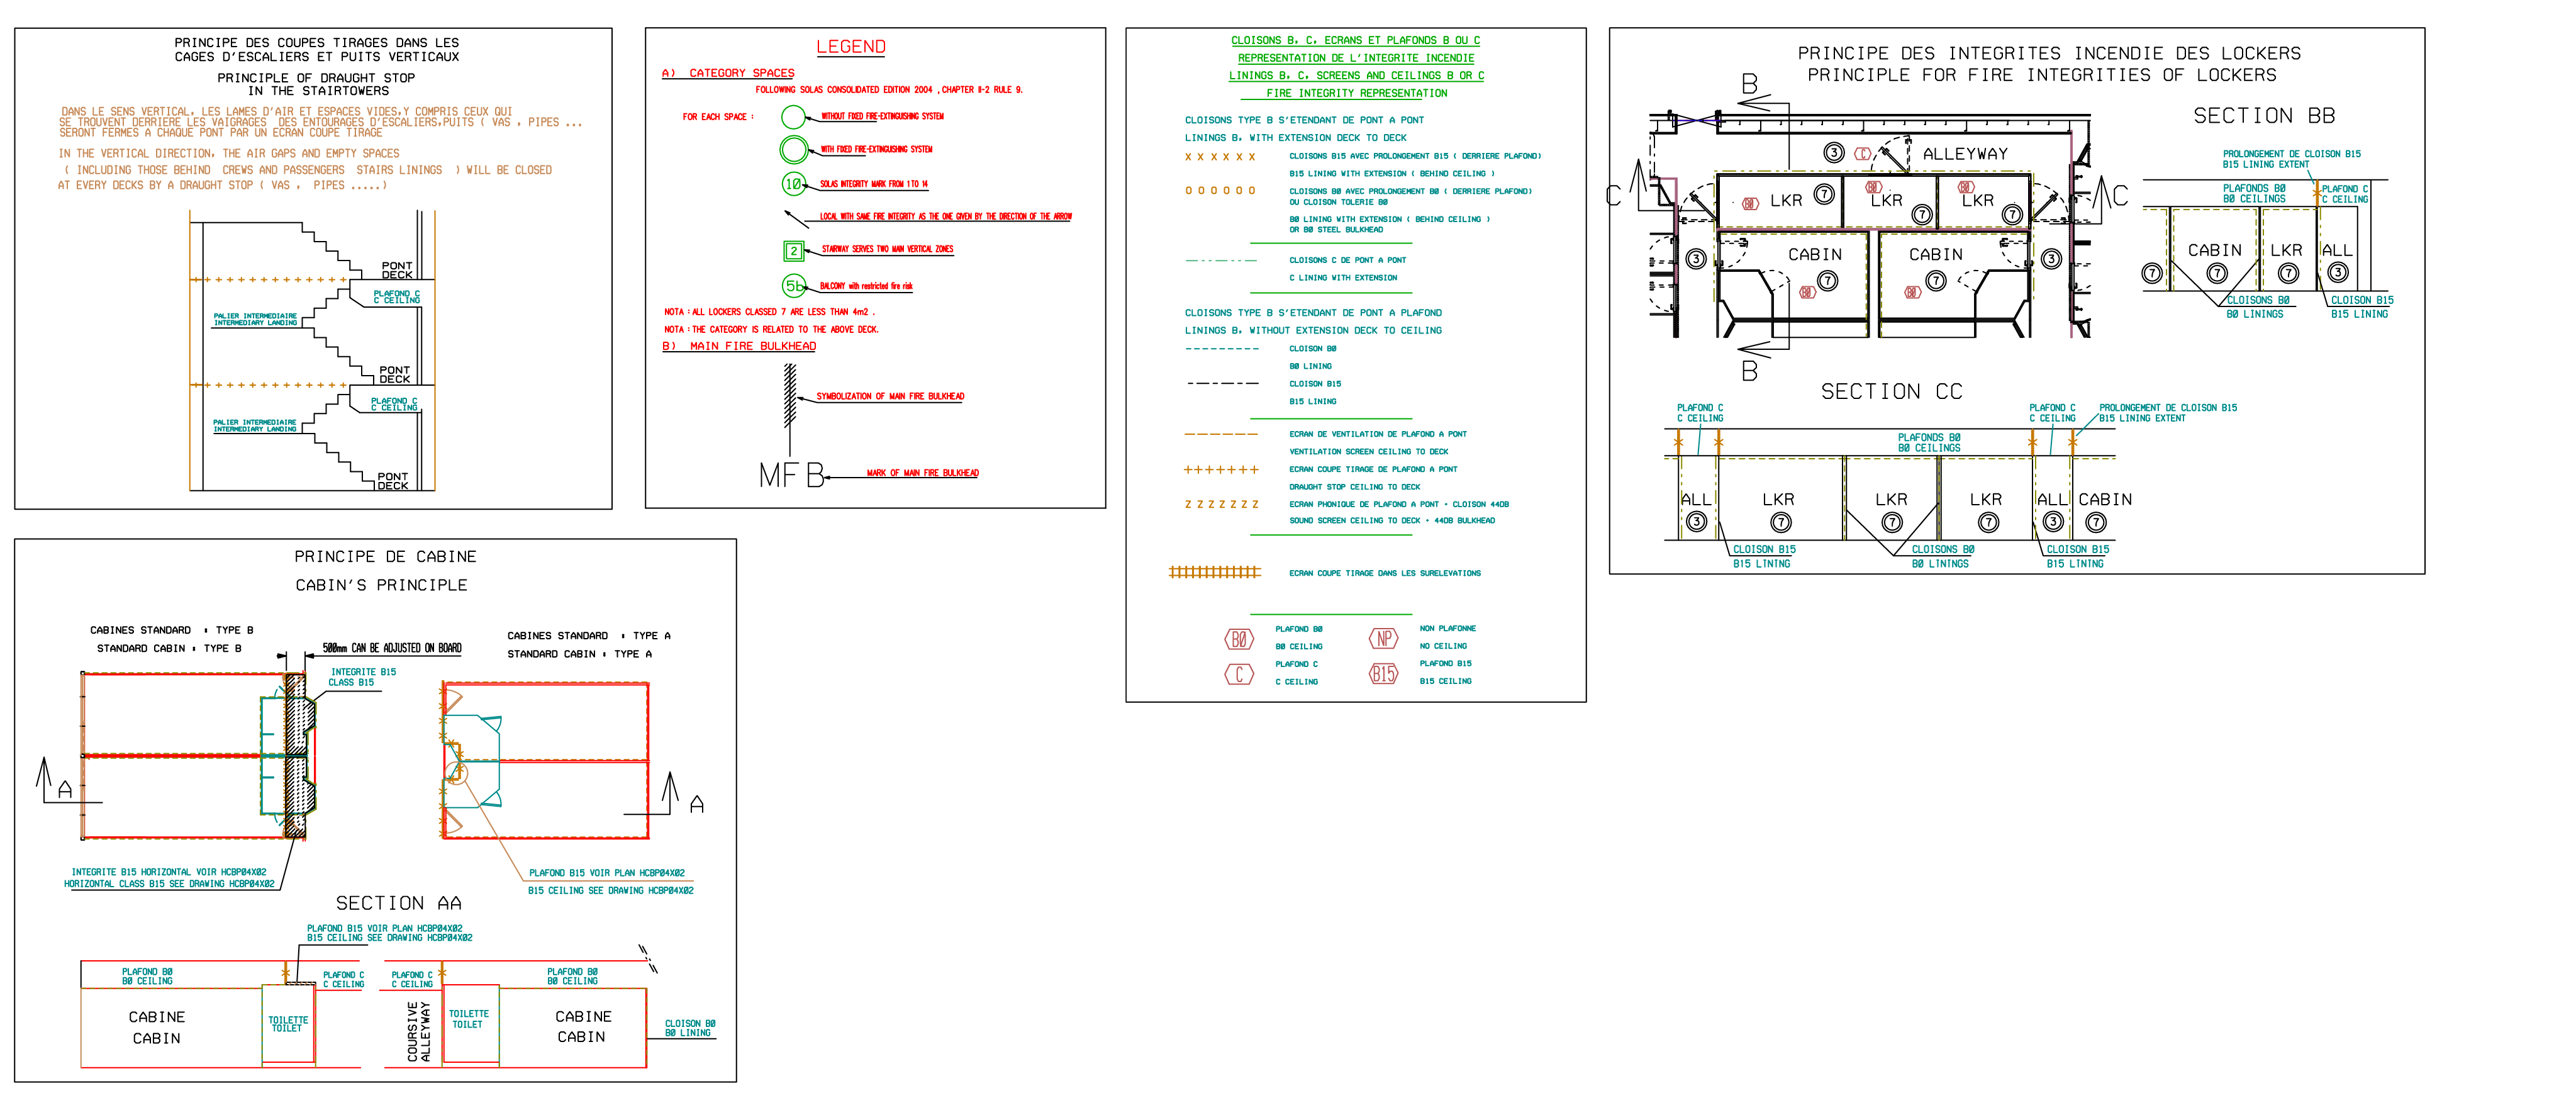 PRINCIPE DES COUPES TIRAGES DANS LES
CAGES D'ESCALIERS ET PUITS VERTICAUX
PRINCIPLE OF DRAUGHT STOP
IN THE STAIRTOWERS
DANS LE SENS VERTICAL, LES LAMES D'AIR ET ESPACES VIDES,Y COMPRIS CEUX QUI
SE TROUVENT DERRIERE LES VAIGRAGES DES ENTOURAGES D'ESCALIERS,PUITS ( VAS , PIPES ...
SERONT FERMES A CHAQUE PONT PAR UN ECRAN COUPE TIRAGE
IN THE VERTICAL DIRECTION, THE AIR GAPS AND EMPTY SPACES
( INCLUDING THOSE BEHIND CREWS AND PASSENGERS STAIRS LININGS ) WILL BE CLOSED
AT EVERY DECKS BY A DRAUGHT STOP ( VAS , PIPES .....)
PONT
DECK
PLAFOND C
C CEILING
PALIER INTERMEDIAIRE
INTERMEDIARY LANDING
PONT
DECK
PLAFOND C
C CEILING
PALIER INTERMEDIAIRE
INTERMEDIARY LANDING
PONT
DECK
LEGEND
A) CATEGORY SPACES
FOLLOWING SOLAS CONSOLIDATED EDITION 2004 , CHAPTER II-2 RULE 9.
FOR EACH SPACE :
WITHOUT FIXED FIRE-EXTINGUISHING SYSTEM
WITH FIXED FIRE-EXTINGUISHING SYSTEM
10
SOLAS INTEGRITY MARK FROM 1 TO 14
LOCAL WITH SAME FIRE INTEGRITY AS THE ONE GIVEN BY THE DIRECTION OF THE ARROW
2
STAIRWAY SERVES TWO MAIN VERTICAL ZONES
5b
BALCONY with restricted fire risk
NOTA : ALL LOCKERS CLASSED 7 ARE LESS THAN 4m2 .
NOTA : THE CATEGORY IS RELATED TO THE ABOVE DECK.
B) MAIN FIRE BULKHEAD
SYMBOLIZATION OF MAIN FIRE BULKHEAD
MFB
MARK OF MAIN FIRE BULKHEAD
CLOISONS B, C, ECRANS ET PLAFONDS B OU C
REPRESENTATION DE L'INTEGRITE INCENDIE
LININGS B, C, SCREENS AND CEILINGS B OR C
FIRE INTEGRITY REPRESENTATION
CLOISONS TYPE B S'ETENDANT DE PONT A PONT
LININGS B, WITH EXTENSION DECK TO DECK
X X X X X X
CLOISONS B15 AVEC PROLONGEMENT B15 ( DERRIERE PLAFOND)
B15 LINING WITH EXTENSION ( BEHIND CEILING )
O O O O O O
CLOISONS B0 AVEC PROLONGEMENT B0 ( DERRIERE PLAFOND)
OU CLOISON TOLERIE B0
B0 LINING WITH EXTENSION ( BEHIND CEILING )
OR B0 STEEL BULKHEAD
CLOISONS C DE PONT A PONT
C LINING WITH EXTENSION
CLOISONS TYPE B S'ETENDANT DE PONT A PLAFOND
LININGS B, WITHOUT EXTENSION DECK TO CEILING
CLOISON B0
B0 LINING
CLOISON B15
B15 LINING
ECRAN DE VENTILATION DE PLAFOND A PONT
VENTILATION SCREEN CEILING TO DECK
ECRAN COUPE TIRAGE DE PLAFOND A PONT
DRAUGHT STOP CEILING TO DECK
Z Z Z Z Z Z Z
ECRAN PHONIQUE DE PLAFOND A PONT + CLOISON 44DB
SOUND SCREEN CEILING TO DECK + 44DB BULKHEAD
ECRAN COUPE TIRAGE DANS LES SURELEVATIONS
B0
PLAFOND B0
B0 CEILING
NP
NON PLAFONNE
NO CEILING
C
PLAFOND C
C CEILING
B15
PLAFOND B15
B15 CEILING
PRINCIPE DES INTEGRITES INCENDIE DES LOCKERS
PRINCIPLE FOR FIRE INTEGRITIES OF LOCKERS
B
3
C
ALLEYWAY
C
C
LKR
7
B0
B0
LKR
7
B0
LKR
7
CABIN
7
B0
CABIN
7
B0
3
3
B
SECTION BB
PROLONGEMENT DE CLOISON B15
B15 LINING EXTENT
PLAFONDS B0
B0 CEILINGS
PLAFOND C
C CEILING
CABIN
LKR
ALL
7
7
7
3
CLOISONS B0
B0 LININGS
CLOISON B15
B15 LINING
SECTION CC
PLAFOND C
C CEILING
PLAFONDS B0
B0 CEILINGS
PLAFOND C
C CEILING
PROLONGEMENT DE CLOISON B15
B15 LINING EXTENT
ALL
LKR
LKR
LKR
ALL
CABIN
3
7
7
7
3
7
CLOISON B15
B15 LINING
CLOISONS B0
B0 LININGS
CLOISON B15
B15 LINING
PRINCIPE DE CABINE
CABIN'S PRINCIPLE
CABINES STANDARD : TYPE B
STANDARD CABIN : TYPE B
500mm CAN BE ADJUSTED ON BOARD
INTEGRITE B15
CLASS B15
CABINES STANDARD : TYPE A
STANDARD CABIN : TYPE A
A
A
INTEGRITE B15 HORIZONTAL VOIR HCBP04X02
HORIZONTAL CLASS B15 SEE DRAWING HCBP04X02
PLAFOND B15 VOIR PLAN HCBP04X02
B15 CEILING SEE DRAWING HCBP04X02
SECTION AA
PLAFOND B15 VOIR PLAN HCBP04X02
B15 CEILING SEE DRAWING HCBP04X02
PLAFOND B0
B0 CEILING
PLAFOND C
C CEILING
PLAFOND C
C CEILING
PLAFOND B0
B0 CEILING
CABINE
CABIN
TOILETTE
TOILET
COURSIVE
ALLEYWAY
TOILETTE
TOILET
CABINE
CABIN
CLOISON B0
B0 LINING